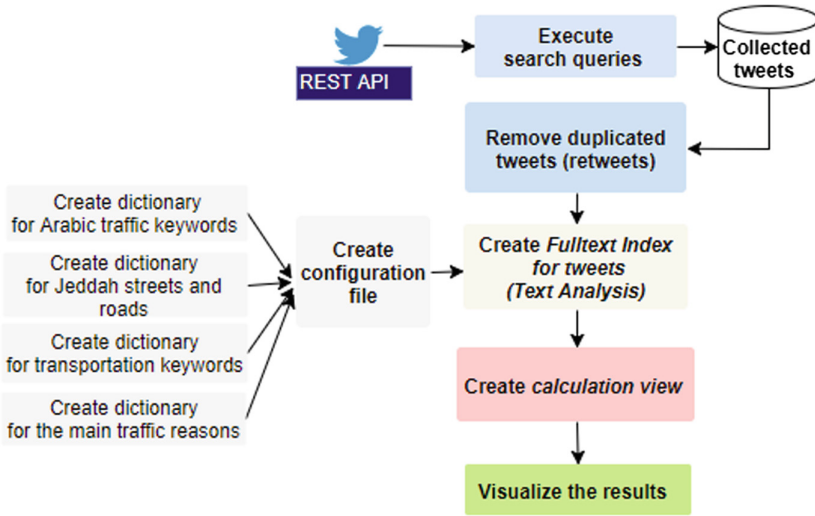 REST API
Execute
search queries
Collected
tweets
Remove duplicated
tweets (retweets)
Create dictionary
for Arabic traffic keywords
Create dictionary
for Jeddah streets and
roads
Create dictionary
for transportation keywords
Create dictionary
for the main traffic reasons
Create
configuration
file
Create Fulltext Index
for tweets
(Text Analysis)
Create calculation view
Visualize the results